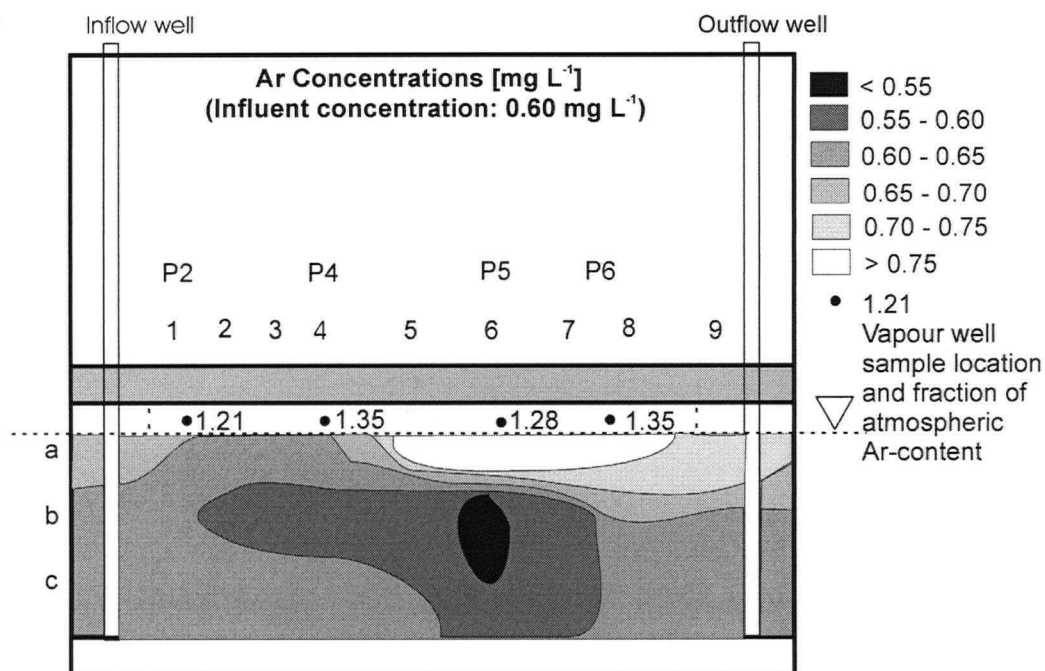 Inflow well
Outflow well
Ar Concentrations [mg L⁻¹]
(Influent concentration: 0.60 mg L⁻¹)
P2 P4 P5 P6
1 2 3 4 5 6 7 8 9
1.21 1.35 1.28 1.35
a
b
c
< 0.55
0.55 - 0.60
0.60 - 0.65
0.65 - 0.70
0.70 - 0.75
> 0.75
1.21
Vapour well
sample location
and fraction of
atmospheric
Ar-content